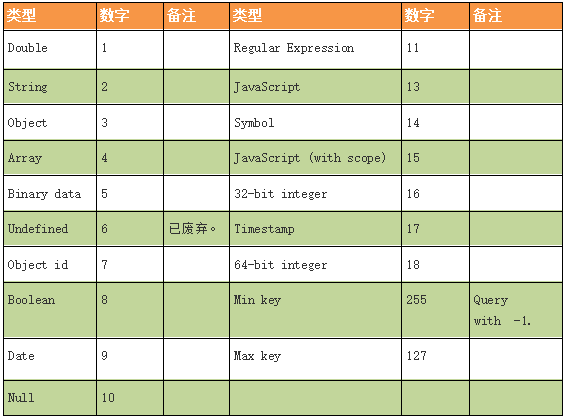 类型 数字 备注 类型 数字 备注
Double 1 Regular Expression 11
String 2 JavaScript 13
Object 3 Symbol 14
Array 4 JavaScript (with scope) 15
Binary data 5 32-bit integer 16
Undefined 6 已废弃。 Timestamp 17
Object id 7 64-bit integer 18
Boolean 8 Min key 255 Query
with -1.
Date 9 Max key 127
Null 10